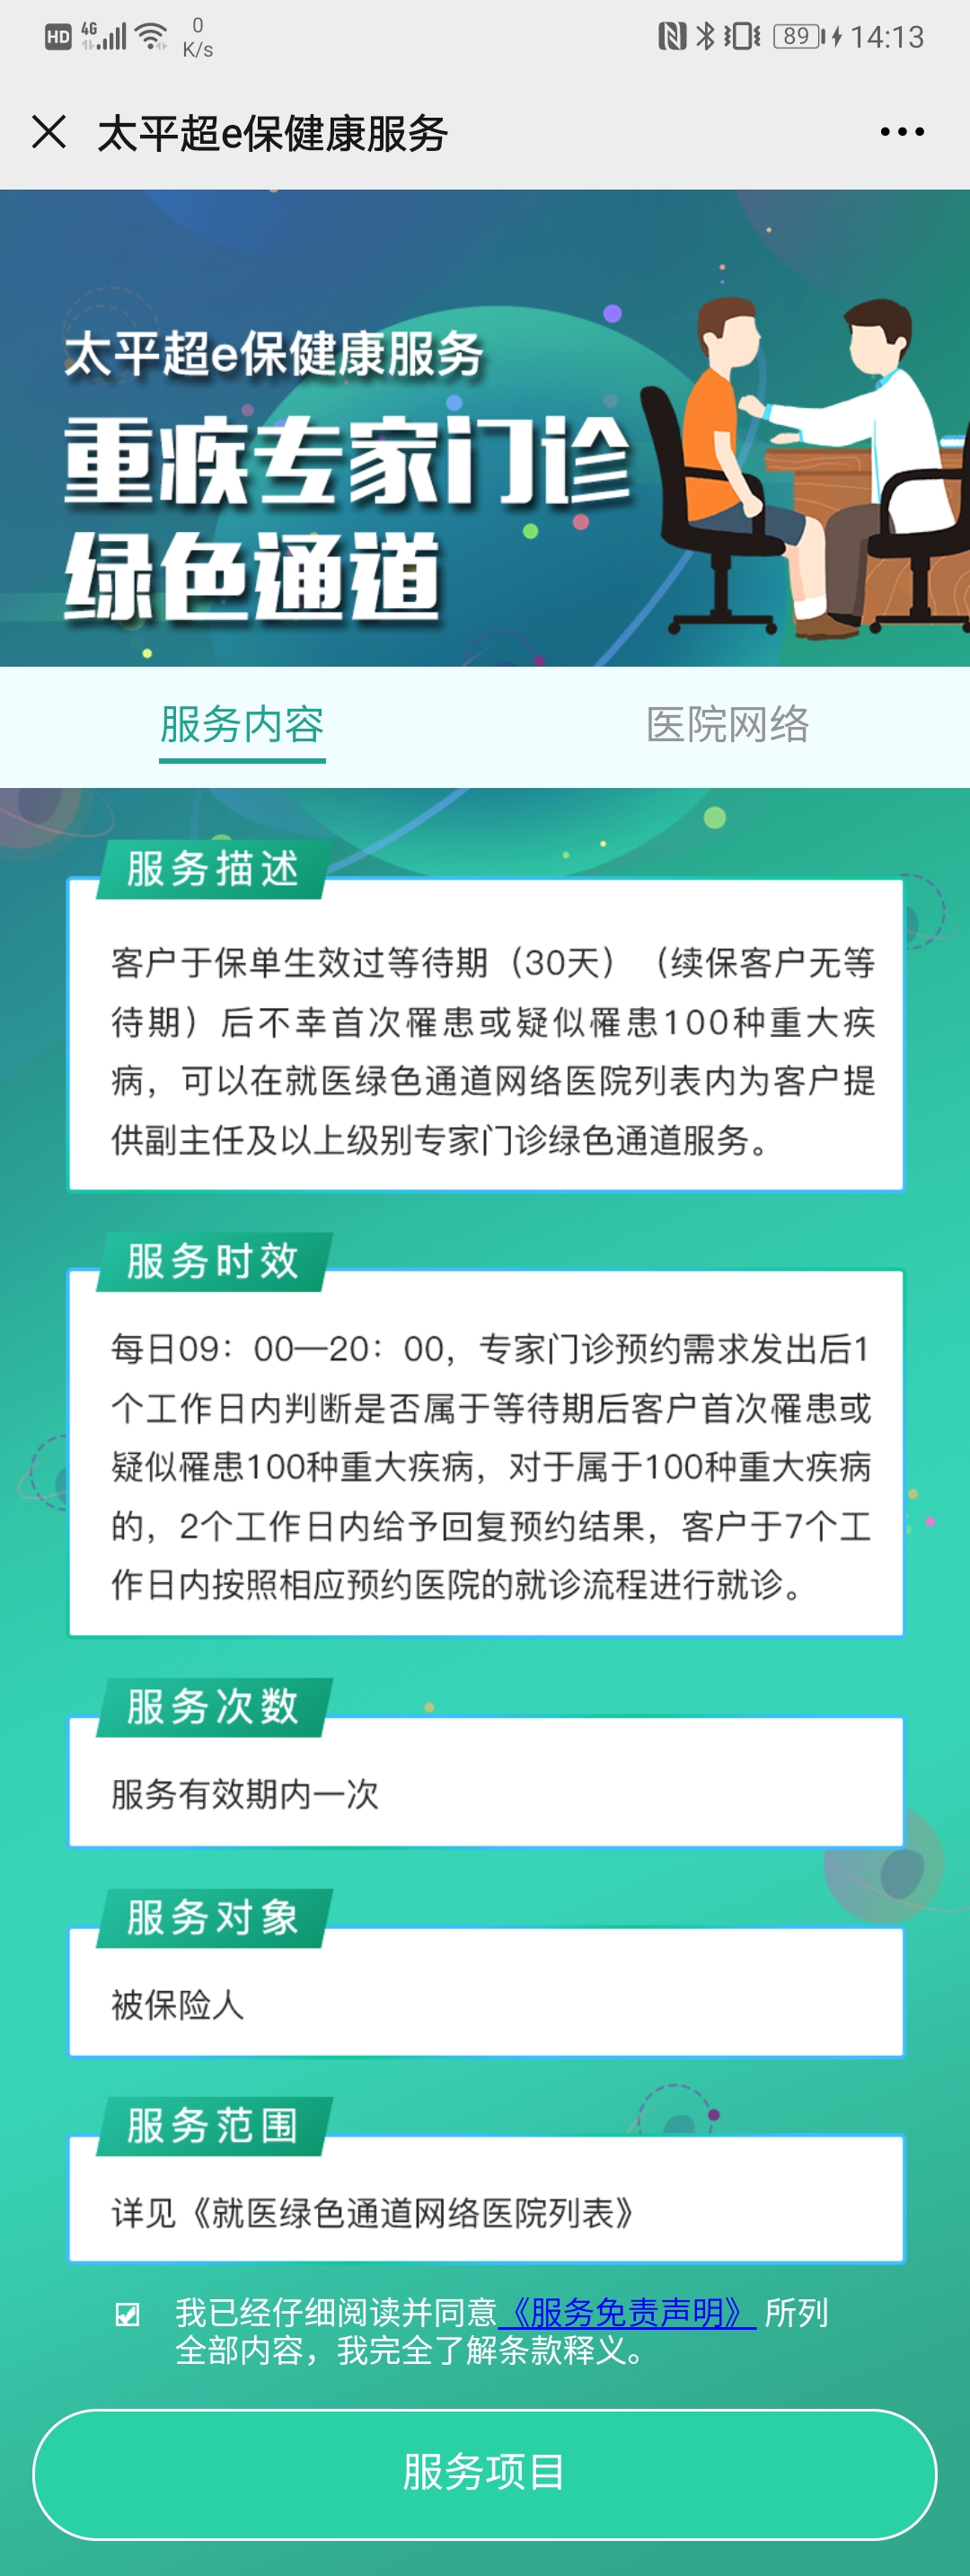 HD 4G 0 K/s 89 14:13
太平超e保健康服务
太平超e保健康服务
重疾专家门诊
绿色通道
服务内容
医院网络
服务描述
客户于保单生效过等待期（30天）（续保客户无等
待期）后不幸首次罹患或疑似罹患100种重大疾
病，可以在就医绿色通道网络医院列表内为客户提
供副主任及以上级别专家门诊绿色通道服务。
服务时效
每日09：00—20：00，专家门诊预约需求发出后1
个工作日内判断是否属于等待期后客户首次罹患或
疑似罹患100种重大疾病，对于属于100种重大疾病
的，2个工作日内给予回复预约结果，客户于7个工
作日内按照相应预约医院的就诊流程进行就诊。
服务次数
服务有效期内一次
服务对象
被保险人
服务范围
详见《就医绿色通道网络医院列表》
我已经仔细阅读并同意《服务免责声明》 所列
全部内容，我完全了解条款释义。
服务项目